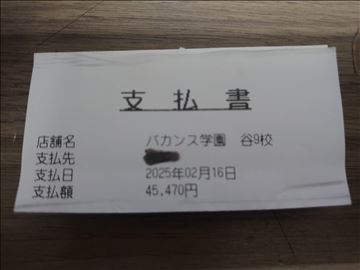 支払書
店舗名 バカンス学園 谷9校
支払先
支払日 2025年02月16日
支払額 45,470円